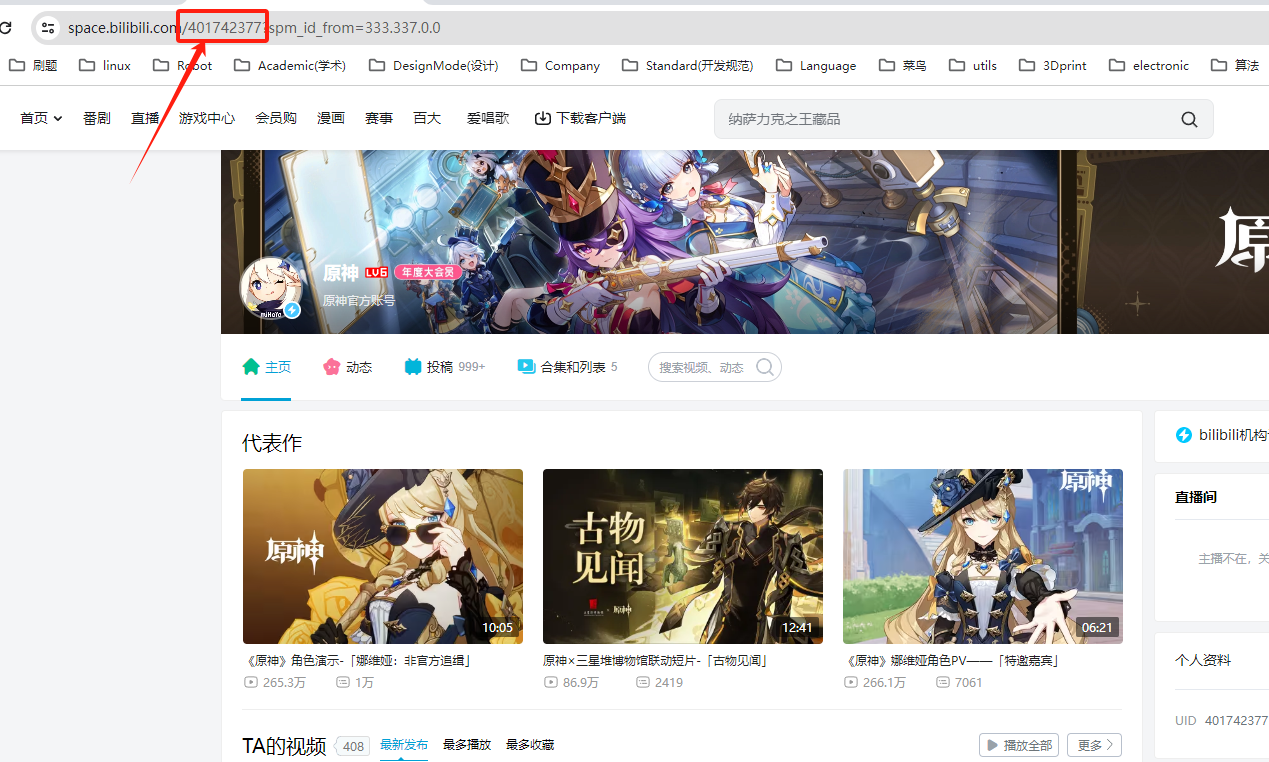 space.bilibili.com/401742377?spm_id_from=333.337.0.0
刷题 linux Robot Academic(学术) DesignMode(设计) Company Standard(开发规范) Language 菜鸟 utils 3Dprint electronic 算法
首页 番剧 直播 游戏中心 会员购 漫画 赛事 百大 爱唱歌 下载客户端 纳萨力克之王藏品
原
原神 LV6 年度大会员
原神官方账号
miHoYo
主页 动态 投稿 999+ 合集和列表 5 搜索视频、动态
代表作
原神
10:05
古物
见闻
原神
12:41
原神
06:21
《原神》角色演示-「娜维娅：非官方追缉」
265.3万 1万
原神×三星堆博物馆联动短片-「古物见闻」
86.9万 2419
《原神》娜维娅角色PV——「特邀嘉宾」
266.1万 7061
TA的视频 408 最新发布 最多播放 最多收藏 播放全部 更多
bilibili机构
直播间
主播不在，关
个人资料
UID 401742377